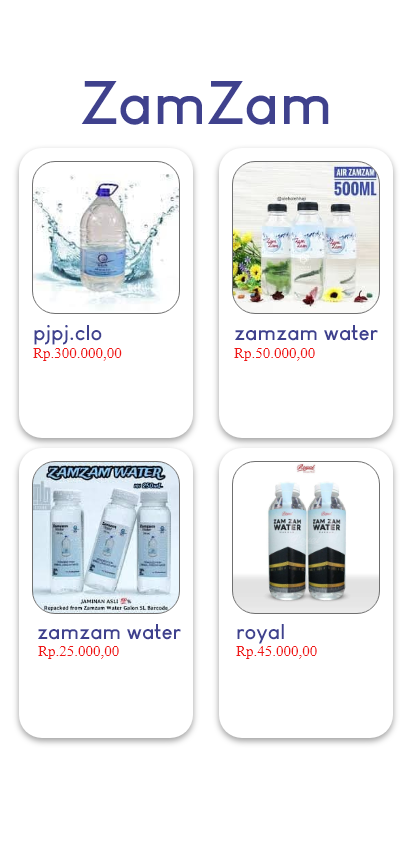 ZamZam
pjpj.clo
Rp.300.000,00
AIR ZAMZAM
500ML
zamzam water
Rp.50.000,00
ZAMZAM WATER
JAMINAN ASLI 💯%
Repacked from Zamzam Water Galon 5L Barcode
zamzam water
Rp.25.000,00
Royal
ZAM ZAM
WATER
ZAM ZAM
WATER
royal
Rp.45.000,00